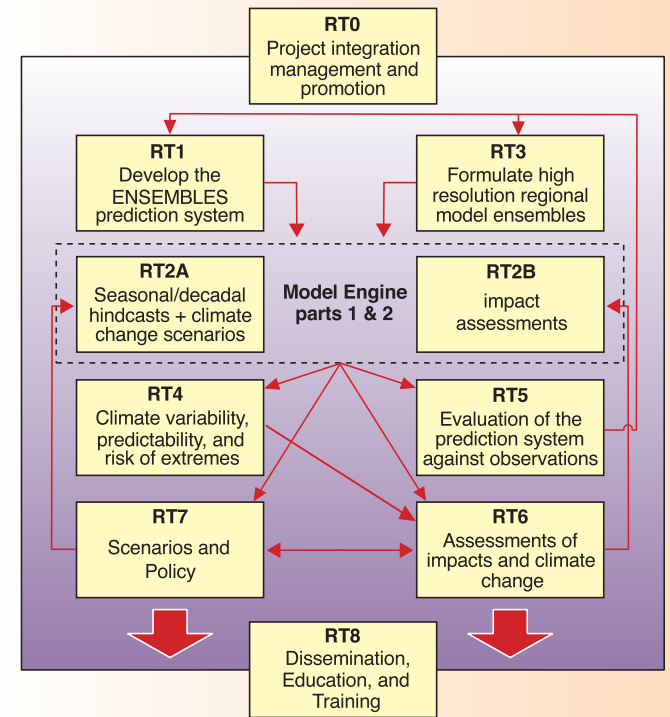 RT0
Project integration
management and
promotion
RT1
Develop the
ENSEMBLES
prediction system
RT3
Formulate high
resolution regional
model ensembles
RT2A
Seasonal/decadal
hindcasts + climate
change scenarios
Model Engine
parts 1 & 2
RT2B
impact
assessments
RT4
Climate variability,
predictability, and
risk of extremes
RT5
Evaluation of the
prediction system
against observations
RT7
Scenarios and
Policy
RT6
Assessments of
impacts and climate
change
RT8
Dissemination,
Education, and
Training